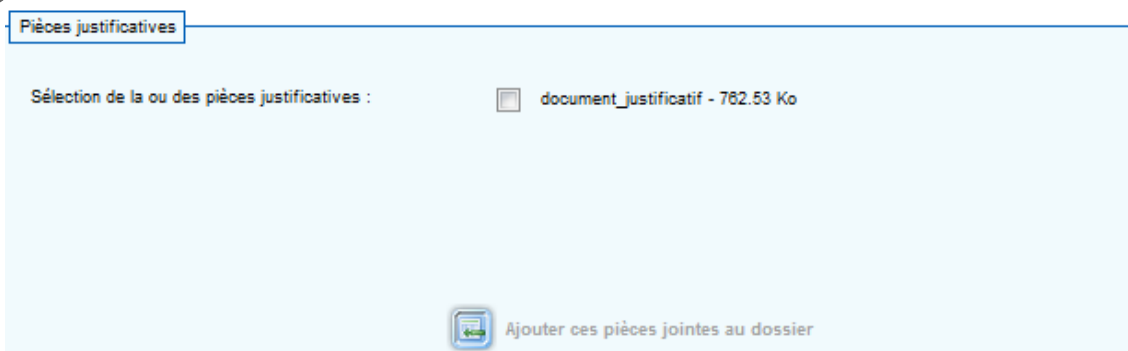 Pièces justificatives
Sélection de la ou des pièces justificatives : document_justificatif - 762.53 Ko
Ajouter ces pièces jointes au dossier